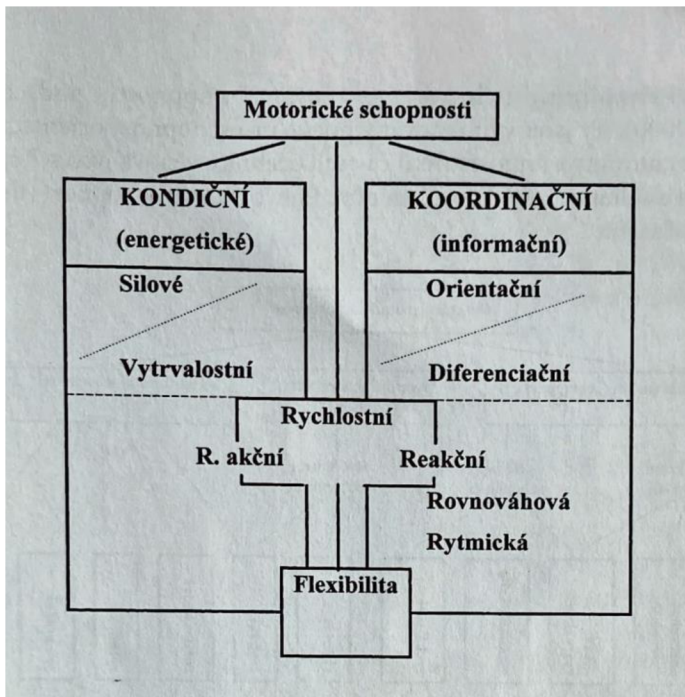 Motorické schopnosti
KONDIČNÍ
(energetické)
KOORDINAČNÍ
(informační)
Silové
Orientační
Vytrvalostní
Diferenciační
Rychlostní
R. akční
Reakční
Rovnováhová
Rytmická
Flexibilita